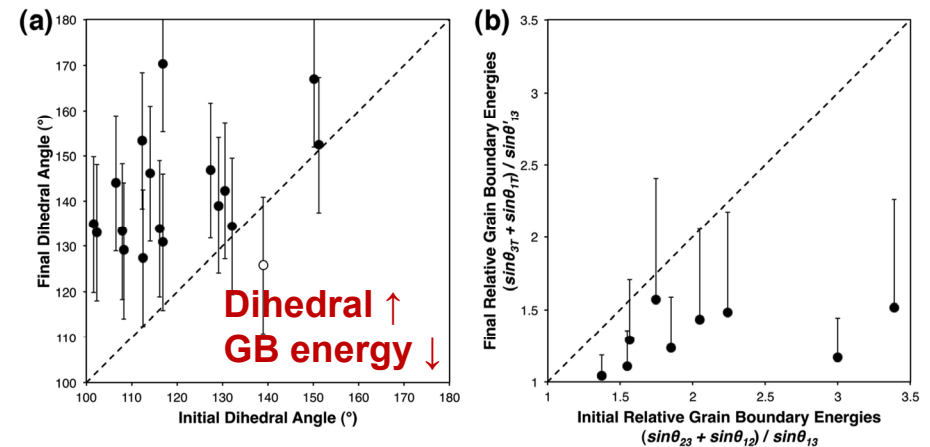 (a)
180
170
160
150
140
130
120
110
100
Final Dihedral Angle (°)
Dihedral ↑
GB energy ↓
100 110 120 130 140 150 160 170 180
Initial Dihedral Angle (°)
(b)
3.5
3
2.5
2
1.5
1
Final Relative Grain Boundary Energies
(sinθ3T + sinθ1T) / sinθ'13
1 1.5 2 2.5 3 3.5
Initial Relative Grain Boundary Energies
(sinθ23 + sinθ12) / sinθ13